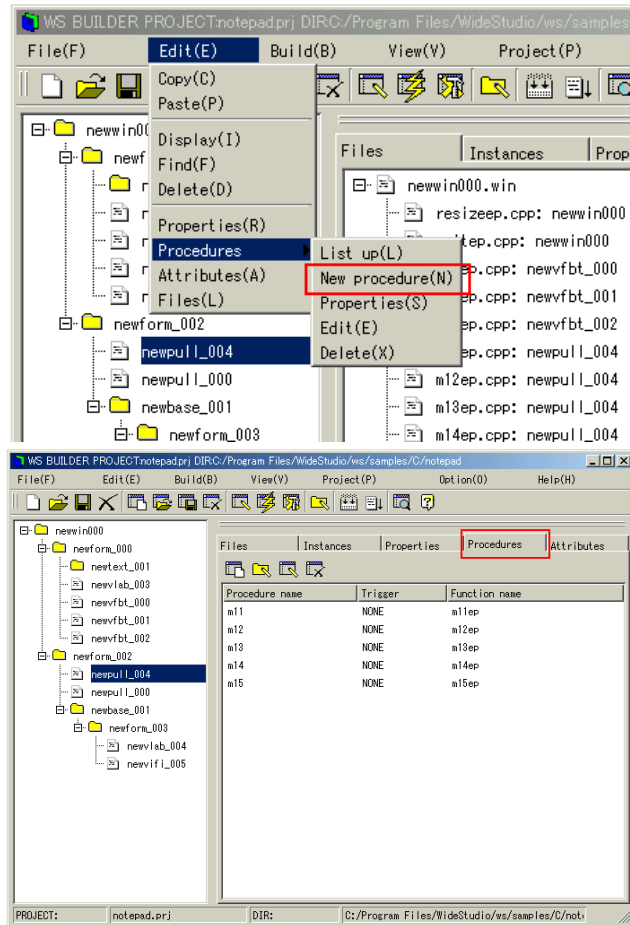 WS BUILDER PROJECT:notepad.prj DIR:C:/Program Files/WideStudio/ws/samples
File(F) Edit(E) Build(B) View(V) Project(P)
Copy(C)
Paste(P)
Display(I)
Find(F)
Delete(D)
Properties(R)
Procedures
Attributes(A)
Files(L)
List up(L)
New procedure(N)
Properties(S)
Edit(E)
Delete(X)
newwin00
newf
newform_002
newpull_004
newpull_000
newbase_001
newform_003
Files Instances Prop
newwin000.win
resizeep.cpp: newwin000
tep.cpp: newwin000
ep.cpp: newvfbt_000
ep.cpp: newvfbt_001
ep.cpp: newvfbt_002
ep.cpp: newpull_004
m12ep.cpp: newpull_004
m13ep.cpp: newpull_004
m14ep.cpp: newpull_004
WS BUILDER PROJECT:notepad.prj DIR:C:/Program Files/WideStudio/ws/samples/C/notepad
File(F) Edit(E) Build(B) View(V) Project(P) Option(O) Help(H)
newwin000
newform_000
newtext_001
newvlab_003
newvfbt_000
newvfbt_001
newvfbt_002
newform_002
newpull_004
newpull_000
newbase_001
newform_003
newvlab_004
newvifi_005
Files Instances Properties Procedures Attributes
Procedure name Trigger Function name
m11 NONE m11ep
m12 NONE m12ep
m13 NONE m13ep
m14 NONE m14ep
m15 NONE m15ep
PROJECT: notepad.prj DIR: C:/Program Files/WideStudio/ws/samples/C/not